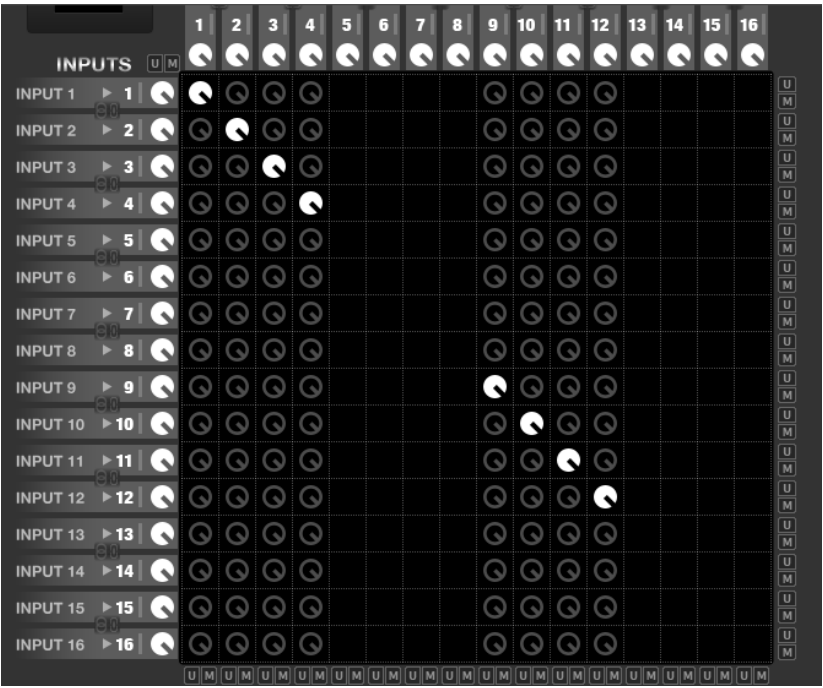 1 2 3 4 5 6 7 8 9 10 11 12 13 14 15 16
INPUTS U M
INPUT 1 1 U M
INPUT 2 2 U M
INPUT 3 3 U M
INPUT 4 4 U M
INPUT 5 5 U M
INPUT 6 6 U M
INPUT 7 7 U M
INPUT 8 8 U M
INPUT 9 9 U M
INPUT 10 10 U M
INPUT 11 11 U M
INPUT 12 12 U M
INPUT 13 13 U M
INPUT 14 14 U M
INPUT 15 15 U M
INPUT 16 16 U M
U M U M U M U M U M U M U M U M U M U M U M U M U M U M U M U M